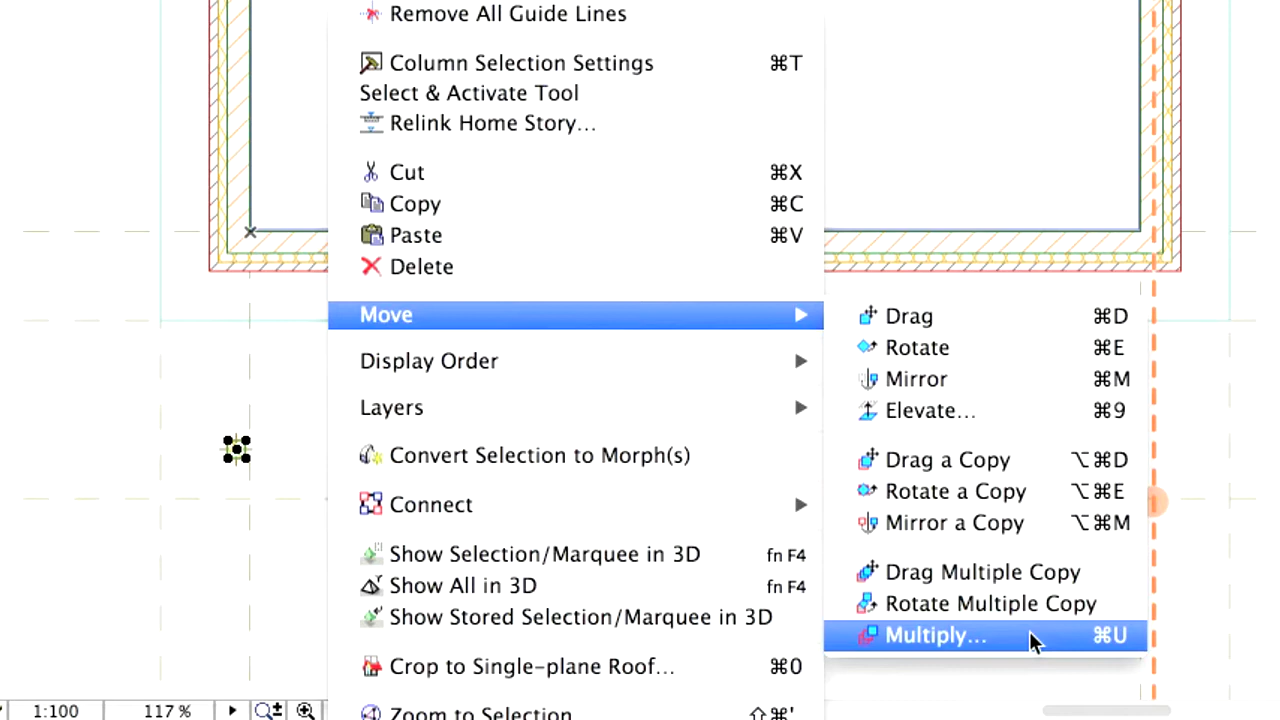 Remove All Guide Lines
Column Selection Settings ⌘T
Select & Activate Tool
Relink Home Story...
Cut ⌘X
Copy ⌘C
Paste ⌘V
Delete
Move
Display Order
Layers
Convert Selection to Morph(s)
Connect
Show Selection/Marquee in 3D fn F4
Show All in 3D fn F4
Show Stored Selection/Marquee in 3D
Crop to Single-plane Roof... ⌘0
Zoom to Selection ⇧⌘'
Drag ⌘D
Rotate ⌘E
Mirror ⌘M
Elevate... ⌘9
Drag a Copy ⌥⌘D
Rotate a Copy ⌥⌘E
Mirror a Copy ⌥⌘M
Drag Multiple Copy
Rotate Multiple Copy
Multiply... ⌘U
1:100 117 %